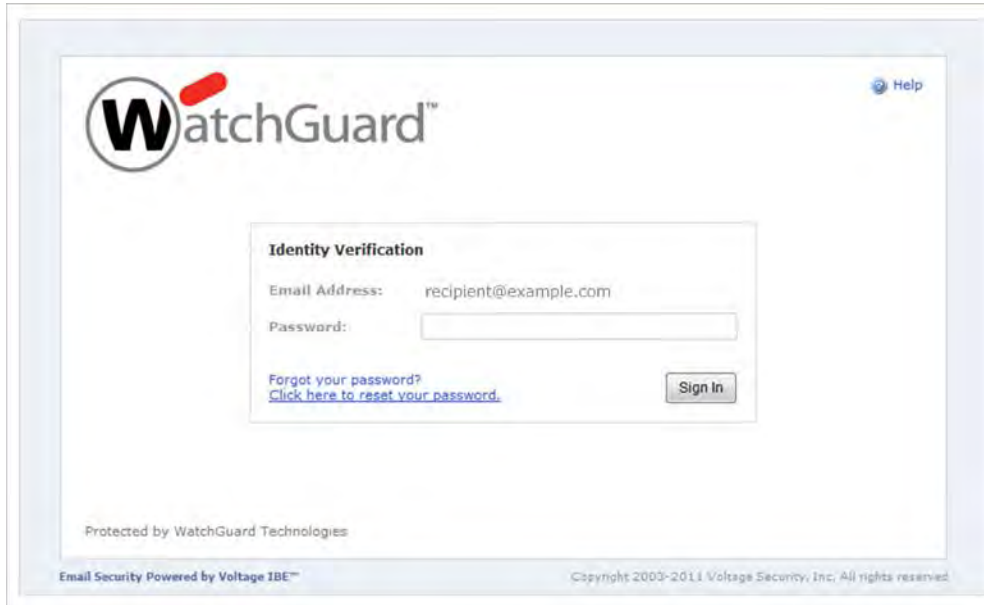 WatchGuard™
Help
Identity Verification
Email Address: recipient@example.com
Password:
Forgot your password?
Click here to reset your password.
Sign In
Protected by WatchGuard Technologies
Email Security Powered by Voltage IBE™
Copyright 2003-2011 Voltage Security, Inc. All rights reserved